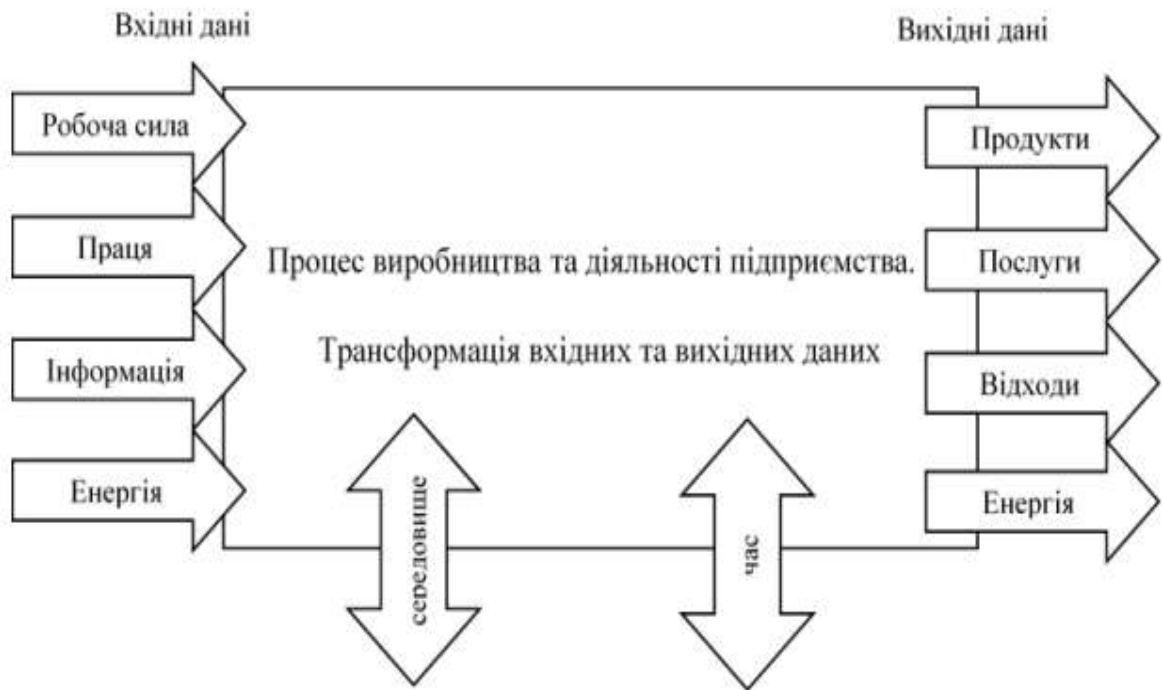 Вхідні дані
Вихідні дані
Робоча сила
Праця
Інформація
Енергія
Процес виробництва та діяльності підприємства.
Трансформація вхідних та вихідних даних
середовише
час
Продукти
Послуги
Відходи
Енергія